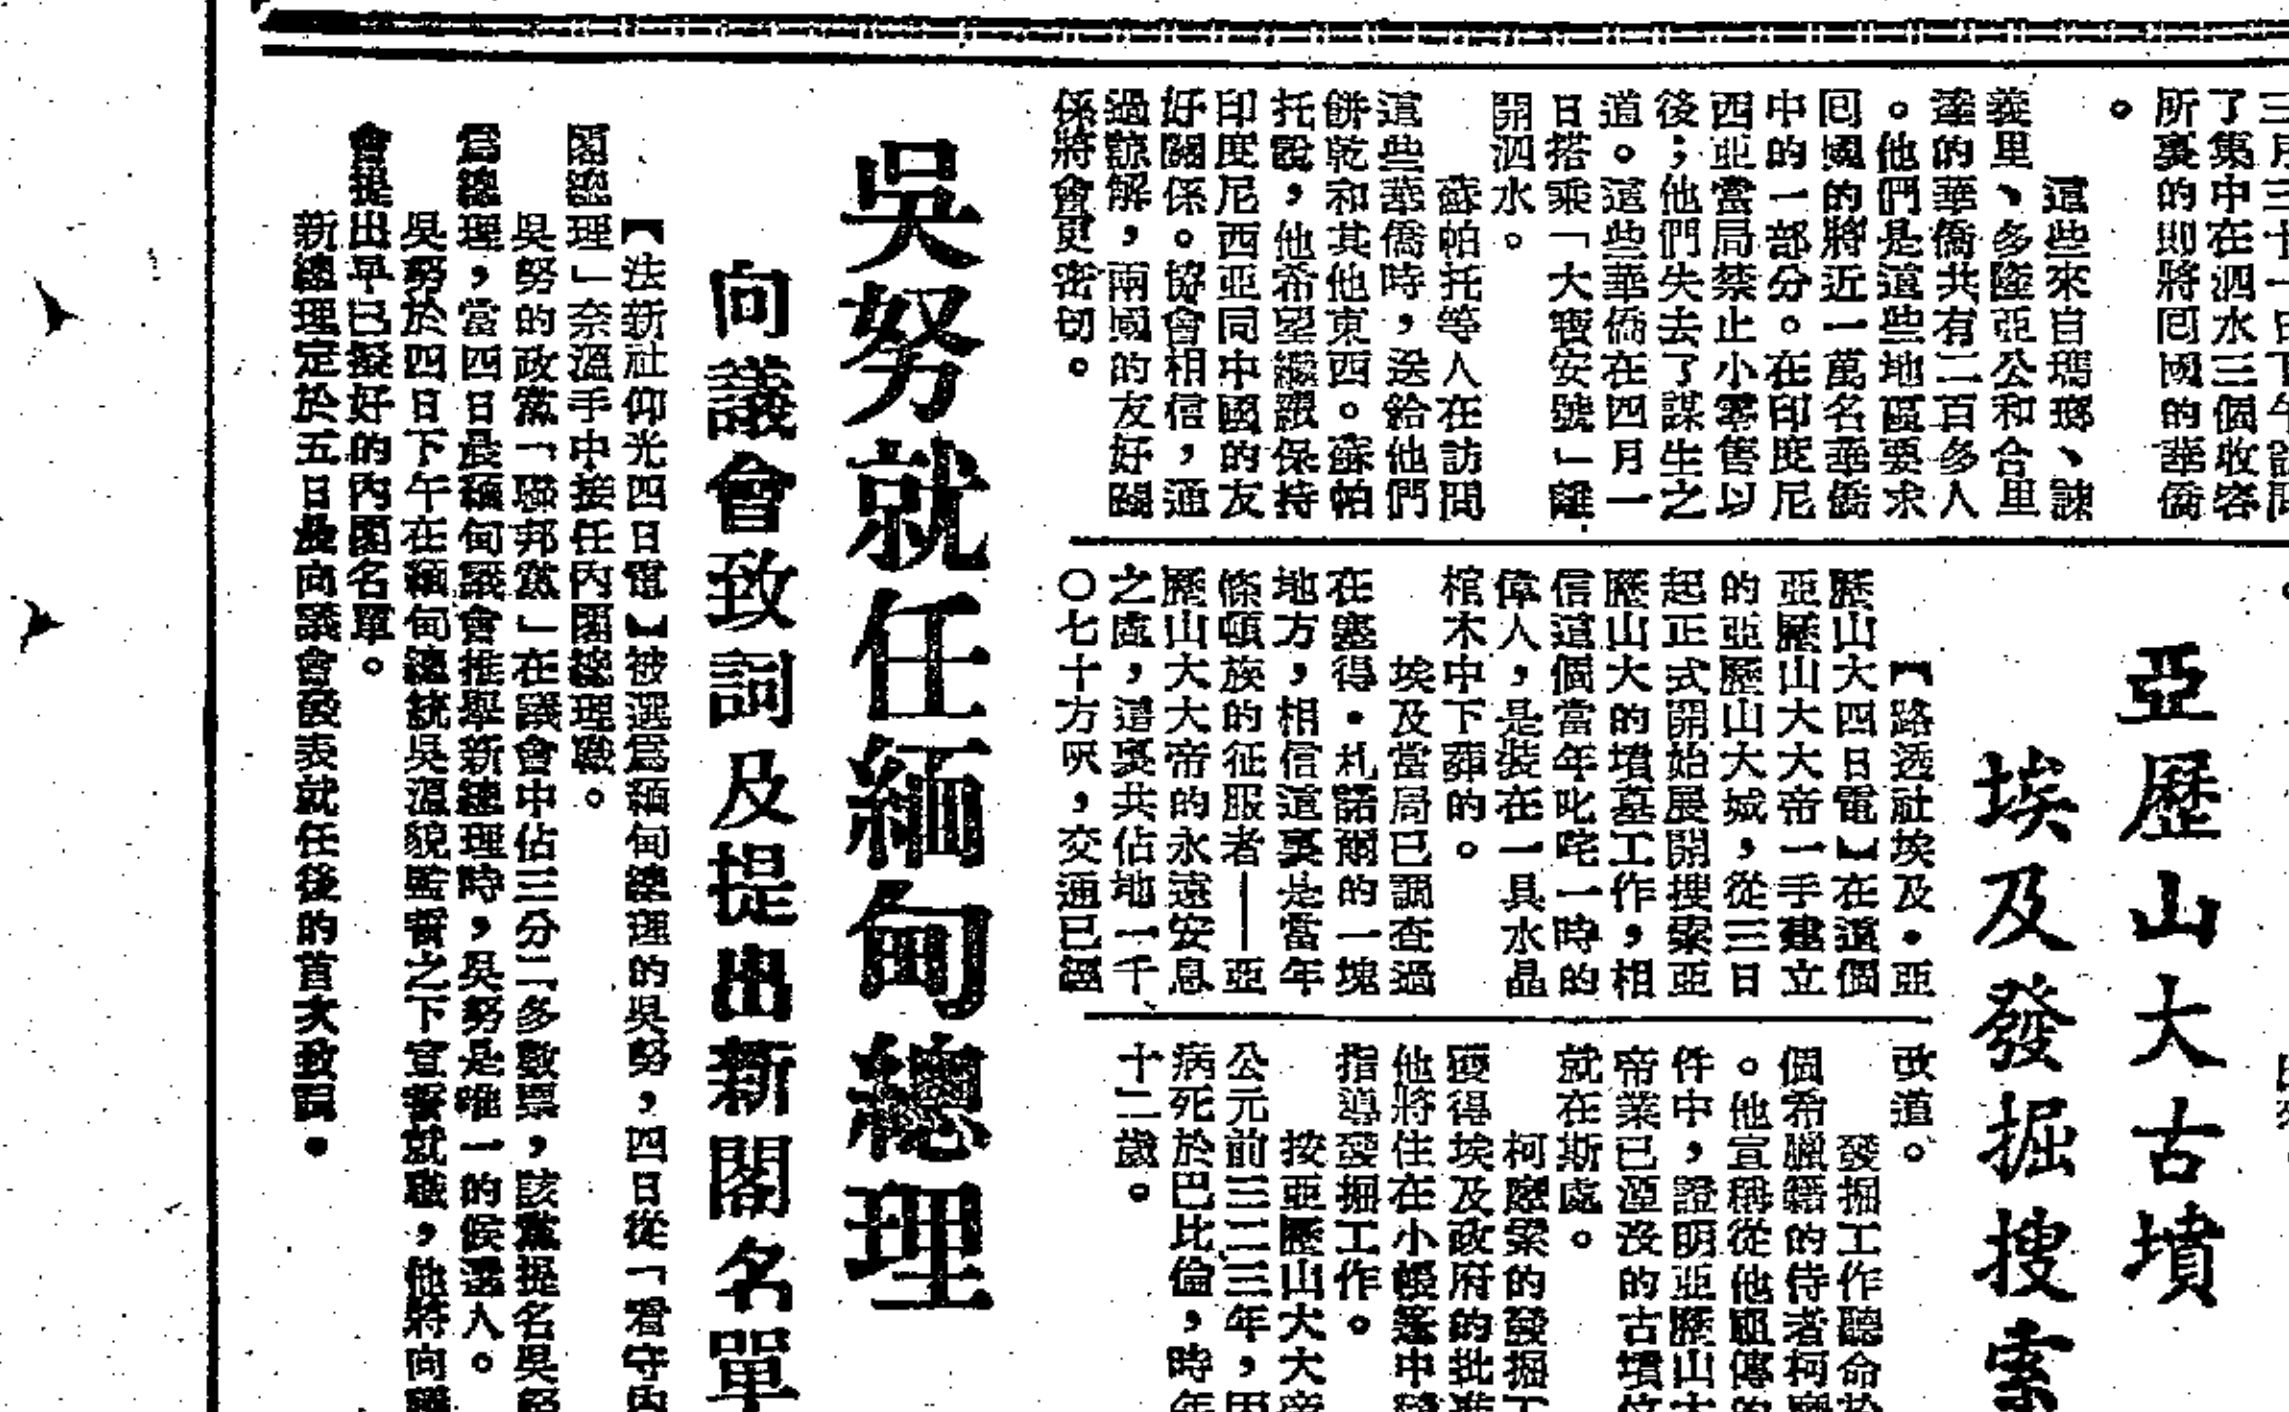 所裏的則將囘國的華僑
。
這些來自瑪瑯、諫
義里、多隆亞公和合里
達的華僑共有二百多人
。他們是這些地區要求
囘國的將近一萬名華僑
中的一部分。在印度尼
西亞當局禁止小零售以
後；他們失去了謀生之
道。這些華僑在四月一
日搭乘「大寶安號」離
開泗水。
蘇帕托等人在訪問
這些華僑時，送給他們
餅乾和其他東西。蘇帕
托說，他希望繼續保持
印度尼西亞同中國的友
好關係。協會相信，通
過諒解，兩國的友好關
係將會更密切。
亞歷山大古墳
埃及發掘搜索
【路透社埃及・亞
歷山大四日電】在這個
亞歷山大大帝一手建立
的亞歷山大城，從三日
起正式開始展開搜索亞
歷山大的墳墓工作，相
信這個當年叱咤一時的
偉人，是裝在一具水晶
棺木中下葬的。
埃及當局已調查過
在塞得・札諾爾的一塊
地方，相信這裏是當年
條頓族的征服者——亞
歷山大大帝的永遠安息
之處，這裏共佔地一千
〇七十方呎，交通已經
改道。
發掘工作聽命於
個希臘籍的侍者柯
。他宣稱從他祖傳的
件中，證明亞歷山大
帝業已湮沒的古墳
就在斯處。
的發掘工
獲得埃及政府的批准
他將住在小帳篷中
指導發掘工作。
按亞歷山大大帝
公元前三二三年，因
病死於巴比倫，時年
十二歲。
吳努就任緬甸總理
向議會致詞及提出新閣名單
【法新社仰光四日電】被選爲緬甸總理的吳努，四日從「看守內
閣總理」奈溫手中接任內閣總理職。
吳努的政黨「聯邦黨」在議會中佔三分二多數票，該黨提名吳努
爲總理，當四日晨緬甸議會推舉新總理時，吳努是唯一的候選人。
吳努於四日下午在緬甸總統吳溫貌監誓之下宣誓就職，他將向議
會提出早已擬好的內閣名單。
新總理定於五日晨向議會發表就任後的首次致詞。